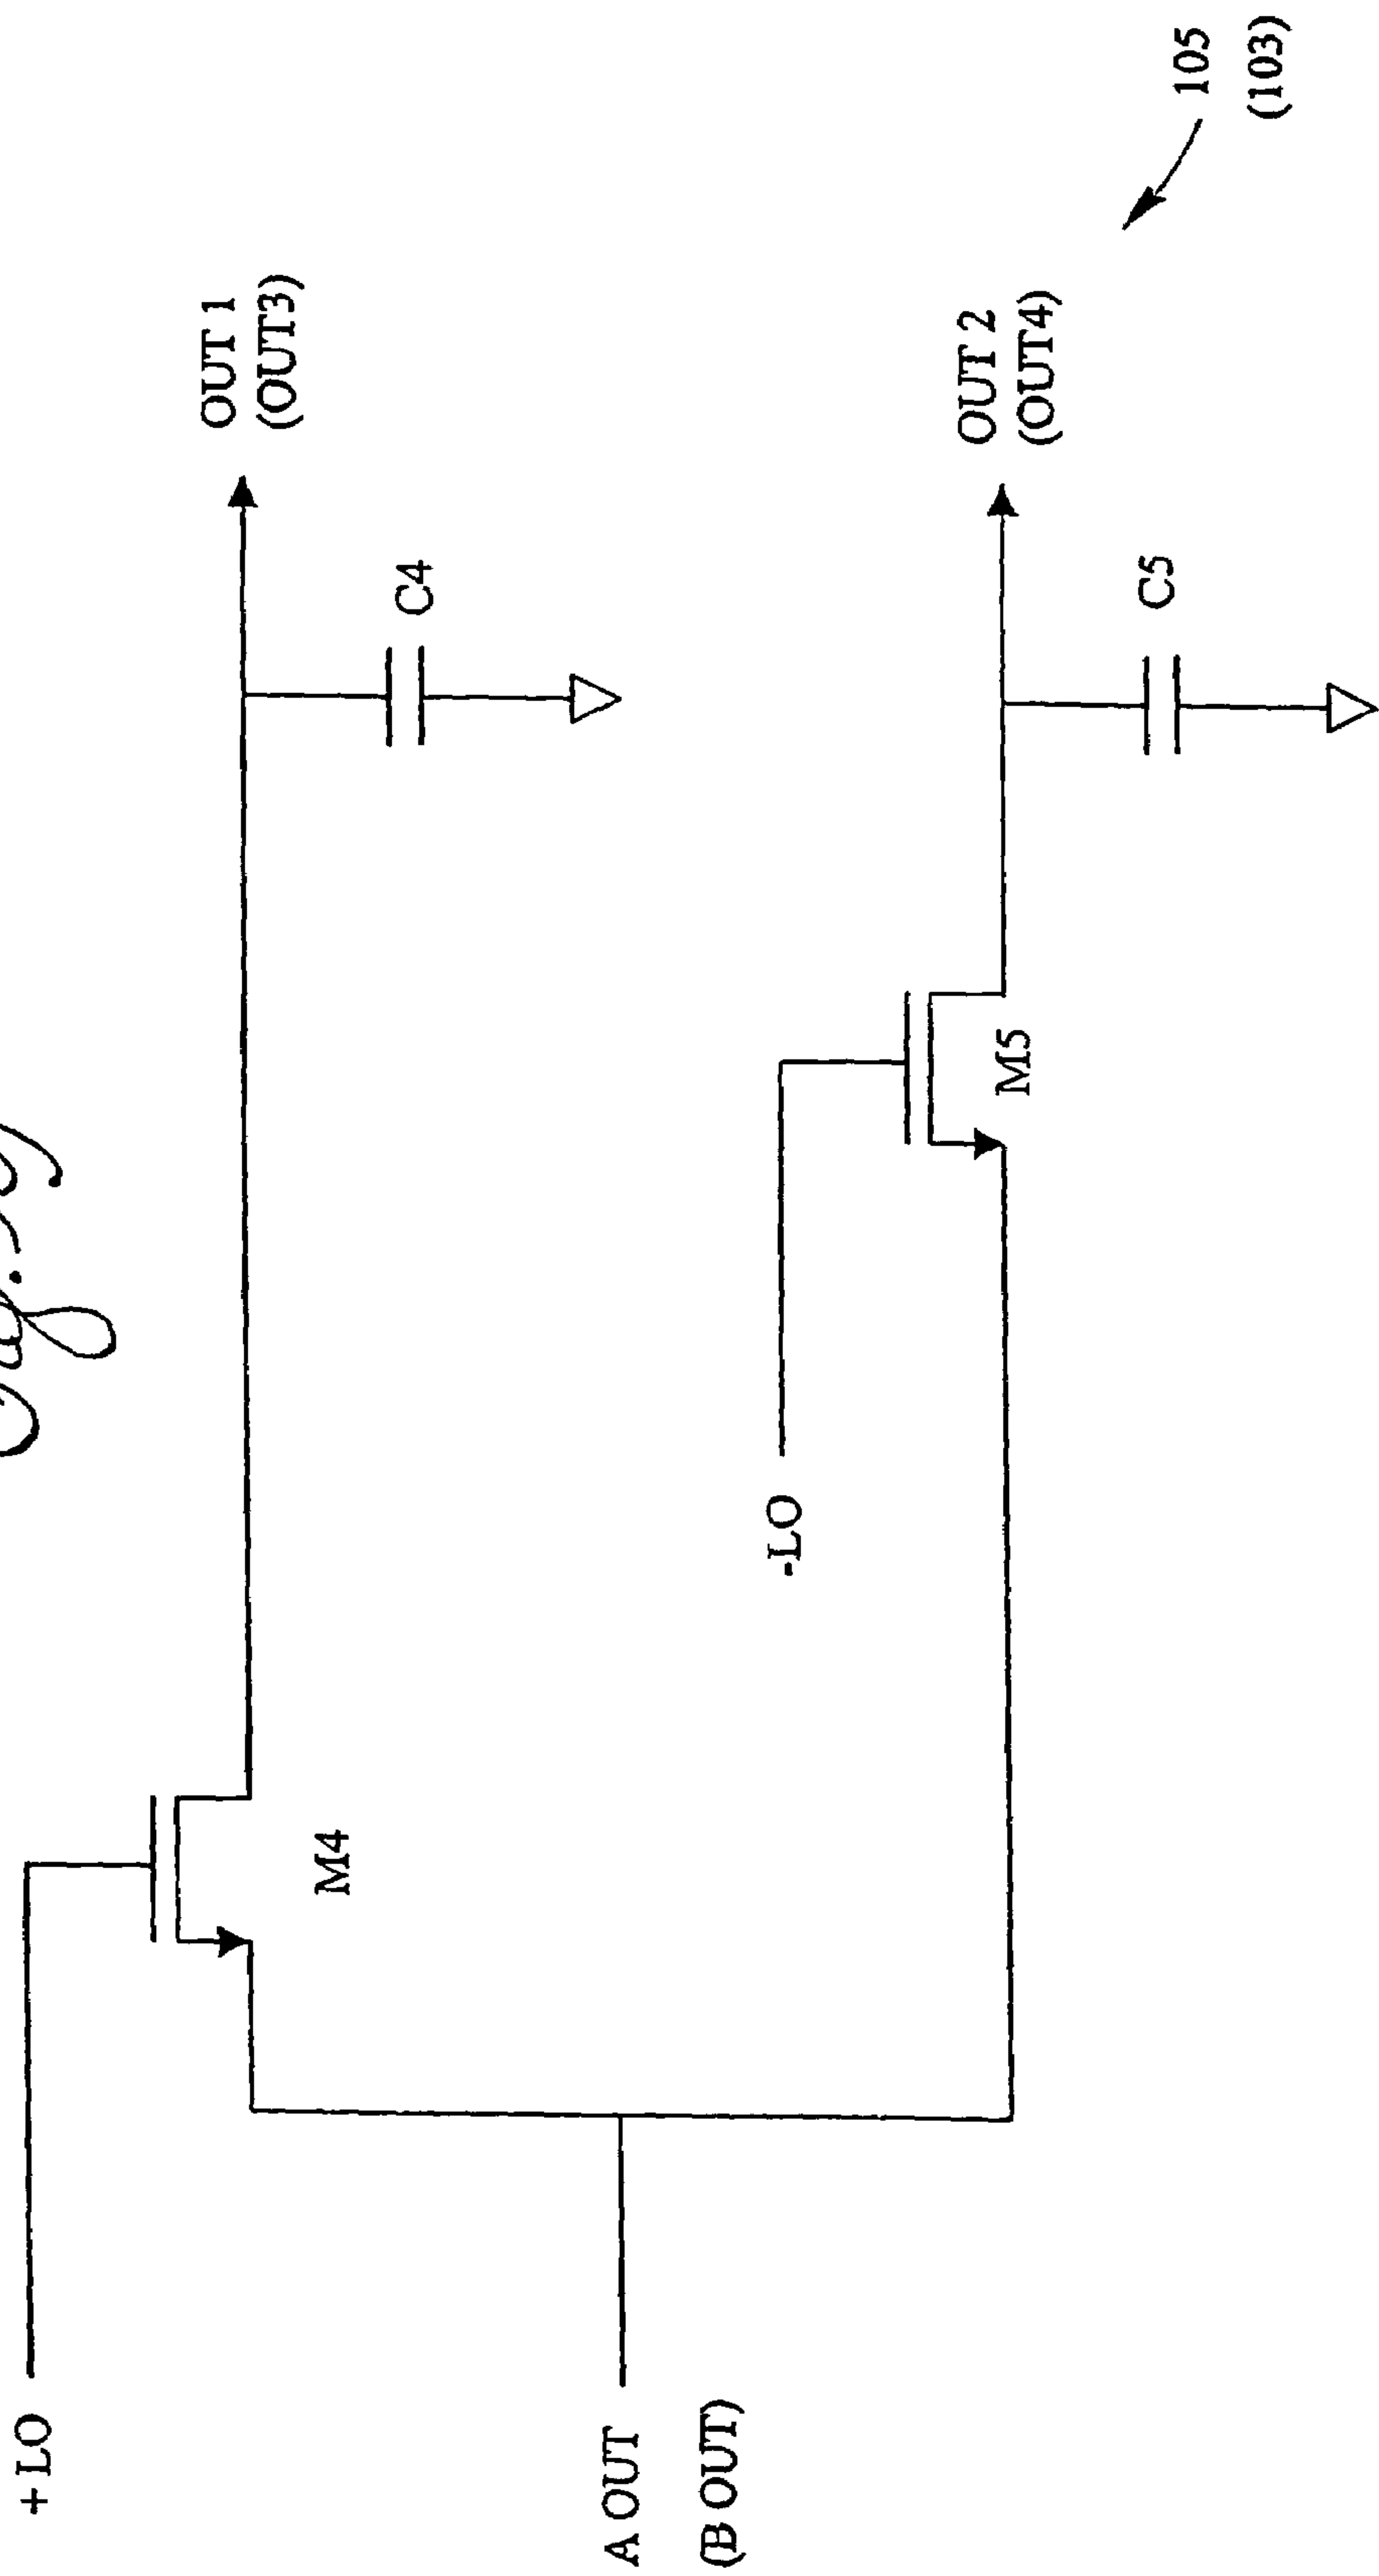 + LO
M4
OUT 1
(OUT3)
C4
A OUT
(B OUT)
-LO
M5
OUT 2
(OUT4)
C5
105
(103)